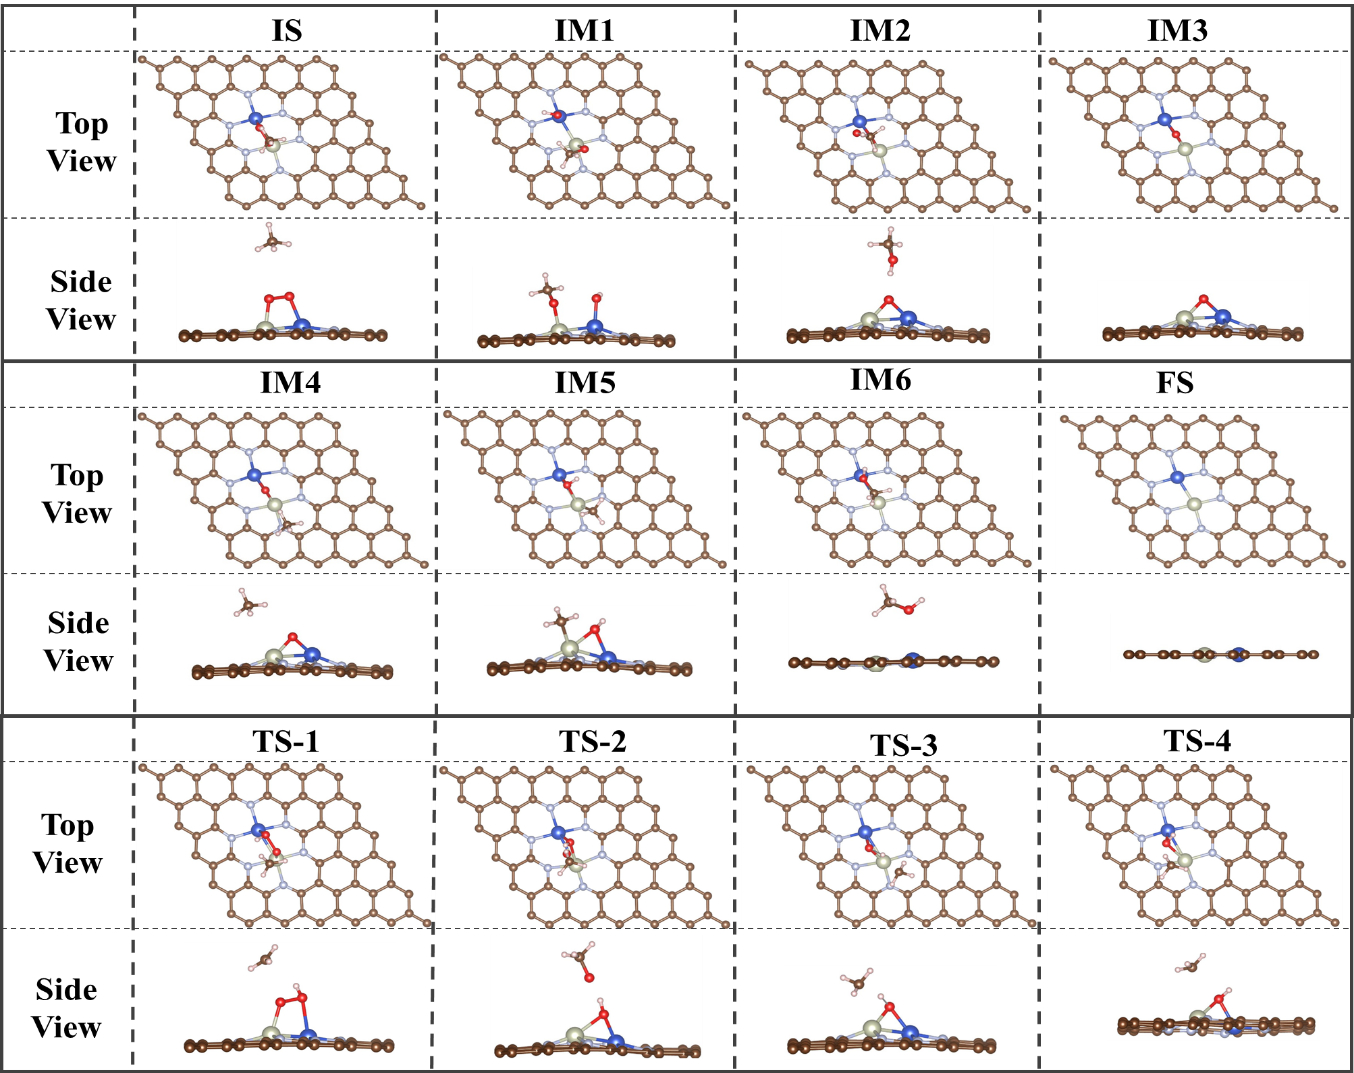 IS IM1 IM2 IM3
Top
View
Side
View
IM4 IM5 IM6 FS
Top
View
Side
View
TS-1 TS-2 TS-3 TS-4
Top
View
Side
View